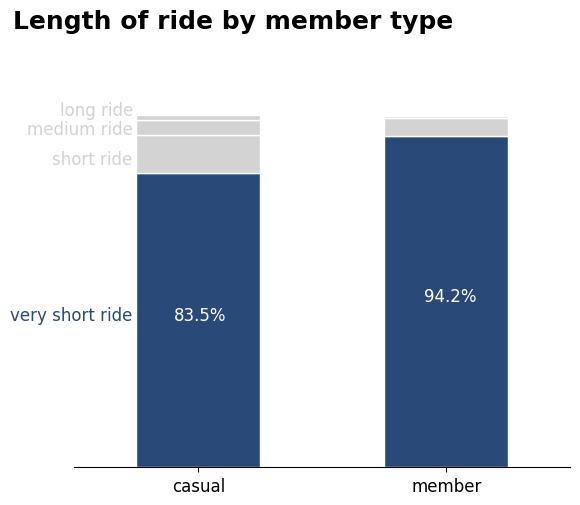 Length of ride by member type
long ride
medium ride
short ride
94.2%
very short ride
83.5%
casual
member